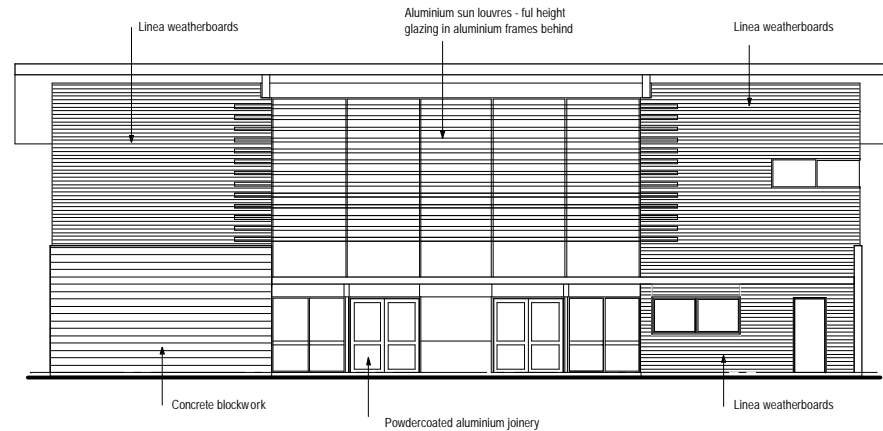 Linea weatherboards
Aluminium sun louvres - ful height
glazing in aluminium frames behind
Linea weatherboards
Concrete blockwork
Powdercoated aluminium joinery
Linea weatherboards